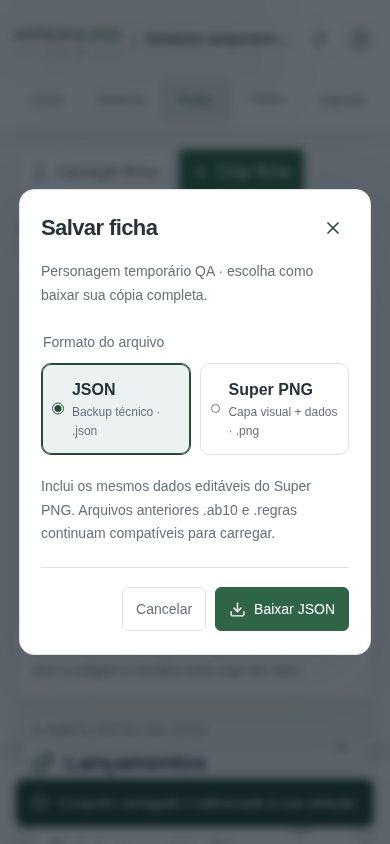 Salvar ficha
Personagem temporário QA · escolha como
baixar sua cópia completa.
Formato do arquivo
JSON
Backup técnico ·
.json
Super PNG
Capa visual + dados
· .png
Inclui os mesmos dados editáveis do Super
PNG. Arquivos anteriores .ab10 e .regras
continuam compatíveis para carregar.
Cancelar
Baixar JSON
Lançamentos